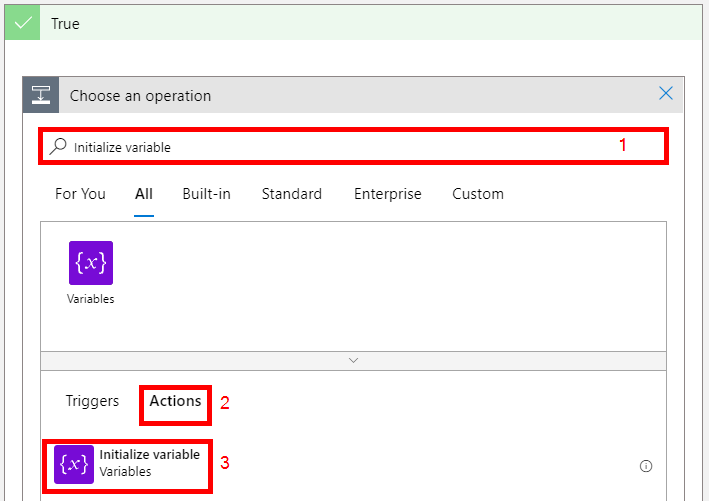 True
Choose an operation
Initialize variable 1
For You All Built-in Standard Enterprise Custom
{x}
Variables
Triggers Actions 2
{x} Initialize variable 3
Variables